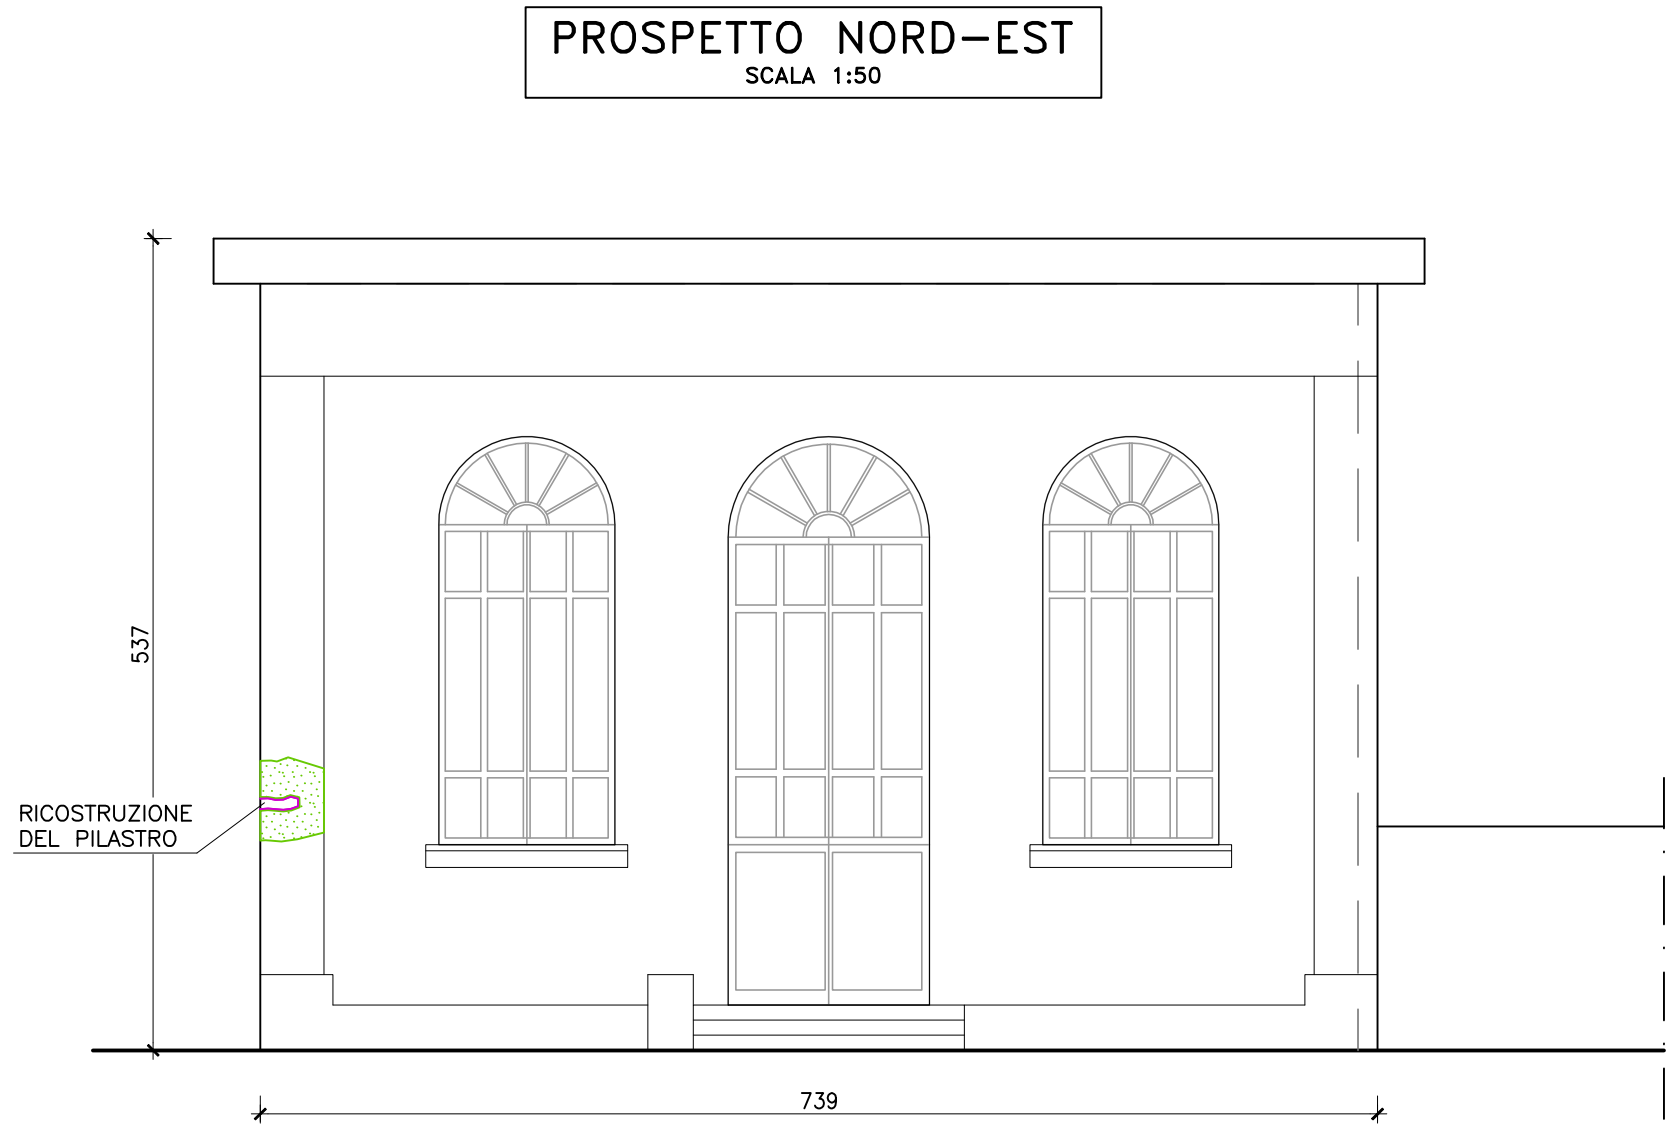 PROSPETTO NORD-EST
SCALA 1:50
537
RICOSTRUZIONE
DEL PILASTRO
739